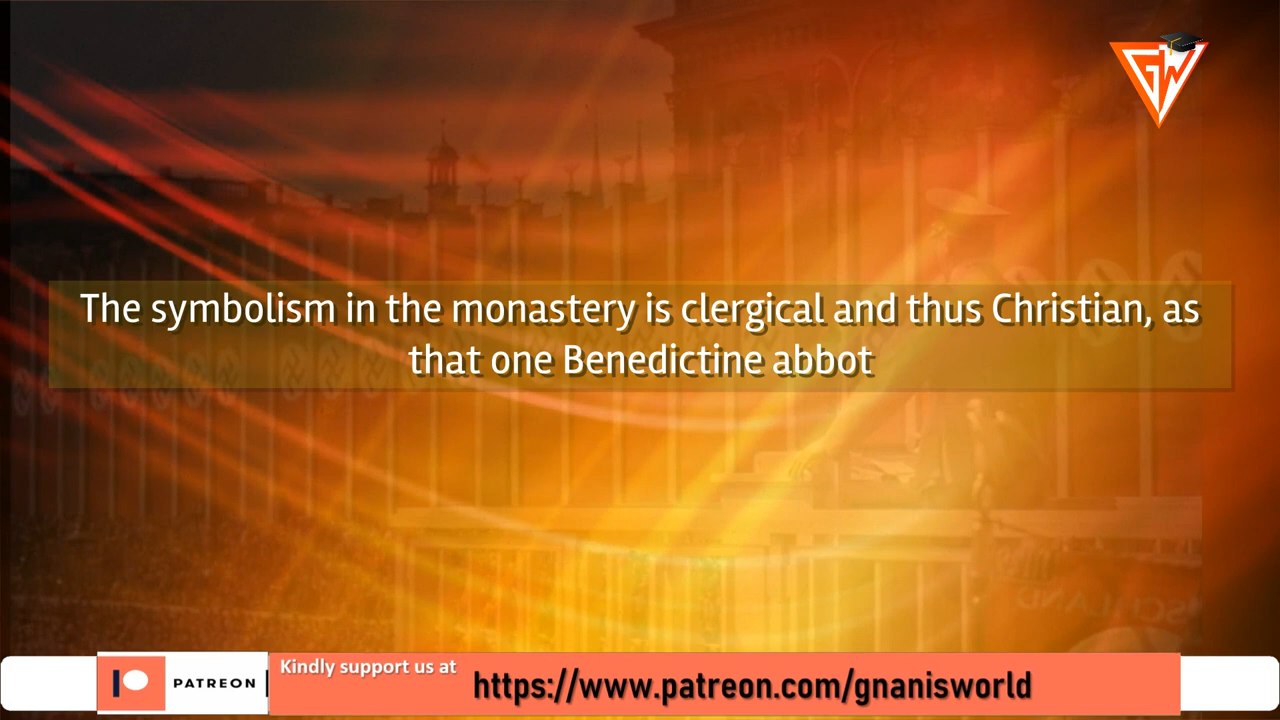 GW
The symbolism in the monastery is clergical and thus Christian, as
that one Benedictine abbot
PATREON
Kindly support us at
https://www.patreon.com/gnanisworld